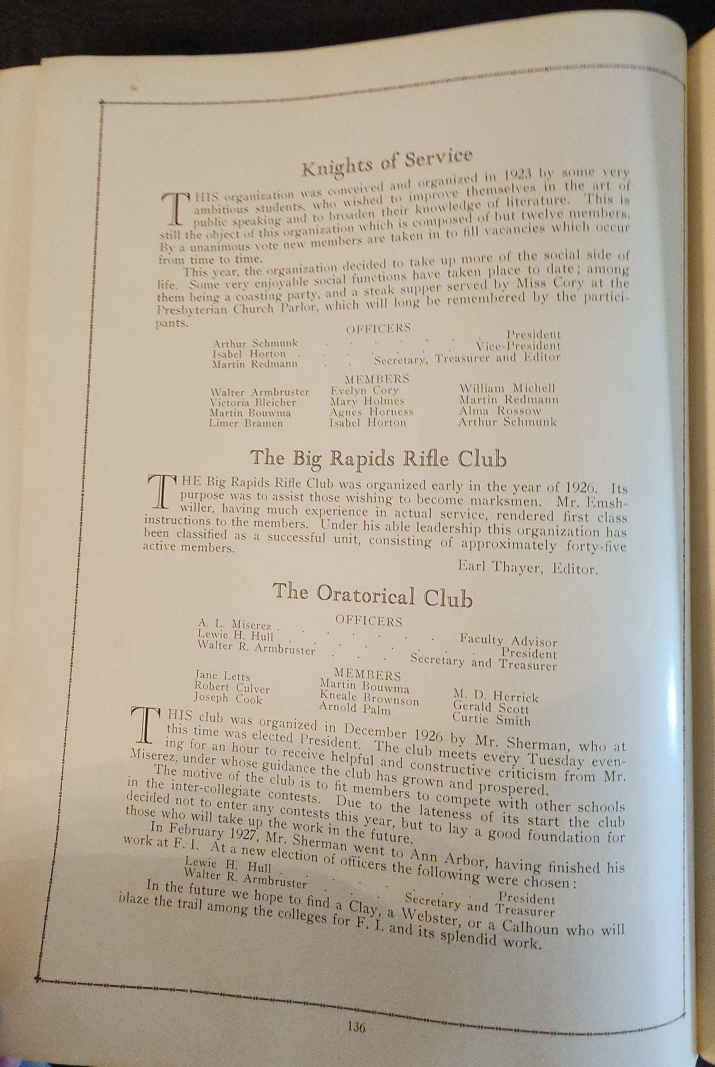 Knights of Service
THIS organization was conceived and organized in 1923 by some very
ambitious students, who wished to improve themselves in the art of
public speaking and to broaden their knowledge of literature. This is
still the object of this organization which is composed of but twelve members.
By a unanimous vote new members are taken in to fill vacancies which occur
from time to time.
This year, the organization decided to take up more of the social side of
life. Some very enjoyable social functions have taken place to date; among
them being a coasting party, and a steak supper served by Miss Cory at the
Presbyterian Church Parlor, which will long be remembered by the partici-
pants.
OFFICERS
Arthur Schmunk . . . . . . President
Isabel Horton . . . . . . Vice-President
Martin Redmann . . Secretary, Treasurer and Editor
MEMBERS
Walter Armbruster Evelyn Cory William Michell
Victoria Bleicher Mary Holmes Martin Redmann
Martin Bouwma Agnes Horness Alma Rossow
Limer Bramen Isabel Horton Arthur Schmunk
The Big Rapids Rifle Club
THE Big Rapids Rifle Club was organized early in the year of 1926. Its
purpose was to assist those wishing to become marksmen. Mr. Emsh-
willer, having much experience in actual service, rendered first class
instructions to the members. Under his able leadership this organization has
been classified as a successful unit, consisting of approximately forty-five
active members.
Earl Thayer, Editor.
The Oratorical Club
OFFICERS
A. L. Miserez . . . . . . . Faculty Advisor
Lewie H. Hull . . . . . . . President
Walter R. Armbruster . . . Secretary and Treasurer
MEMBERS
Jane Letts Martin Bouwma M. D. Herrick
Robert Culver Kneale Brownson Gerald Scott
Joseph Cook Arnold Palm Curtie Smith
THIS club was organized in December 1926 by Mr. Sherman, who at
this time was elected President. The club meets every Tuesday even-
ing for an hour to receive helpful and constructive criticism from Mr.
Miserez, under whose guidance the club has grown and prospered.
The motive of the club is to fit members to compete with other schools
in the inter-collegiate contests. Due to the lateness of its start the club
decided not to enter any contests this year, but to lay a good foundation for
those who will take up the work in the future.
In February 1927, Mr. Sherman went to Ann Arbor, having finished his
work at F. I. At a new election of officers the following were chosen:
Lewie H. Hull . . . . . . President
Walter R. Armbruster . . . Secretary and Treasurer
In the future we hope to find a Clay, a Webster, or a Calhoun who will
blaze the trail among the colleges for F. I. and its splendid work.
136